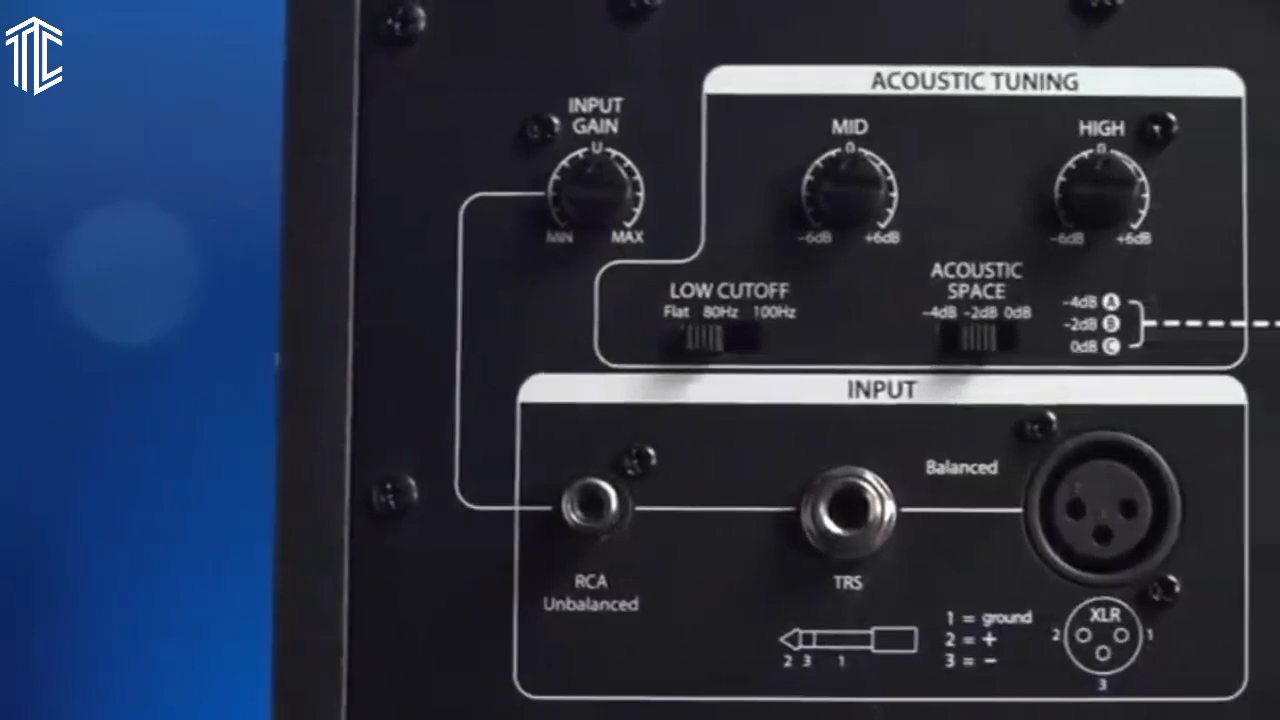 TLC
ACOUSTIC TUNING
INPUT
GAIN
U
MIN MAX
MID
0
-6dB +6dB
HIGH
0
-6dB +6dB
LOW CUTOFF
Flat 80Hz 100Hz
ACOUSTIC
SPACE
-4dB -2dB 0dB
-4dB A
-2dB B
0dB C
INPUT
Balanced
RCA
Unbalanced
TRS
2 3 1
1 = ground
2 = +
3 = -
XLR
2 1
3